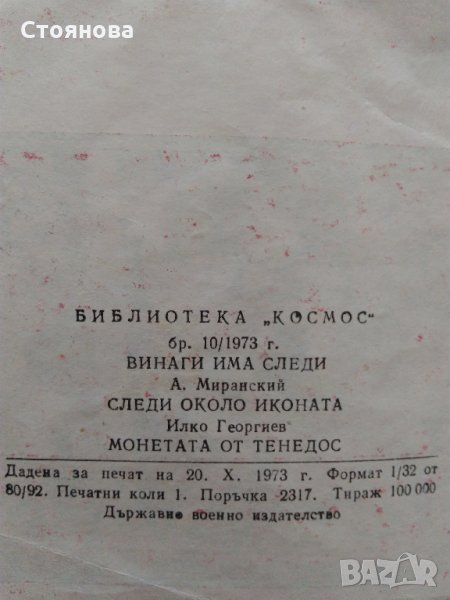 Стоянова
БИБЛИОТЕКА „КОСМОС"
бр. 10/1973 г.
ВИНАГИ ИМА СЛЕДИ
А. Миранский
СЛЕДИ ОКОЛО ИКОНАТА
Илко Георгиев
МОНЕТАТА ОТ ТЕНЕДОС
Дадена за печат на 20. X. 1973 г. Формат 1/32 от
80/92. Печатни коли 1. Поръчка 2317. Тираж 100 000
Държавно военно издателство
BAZAR